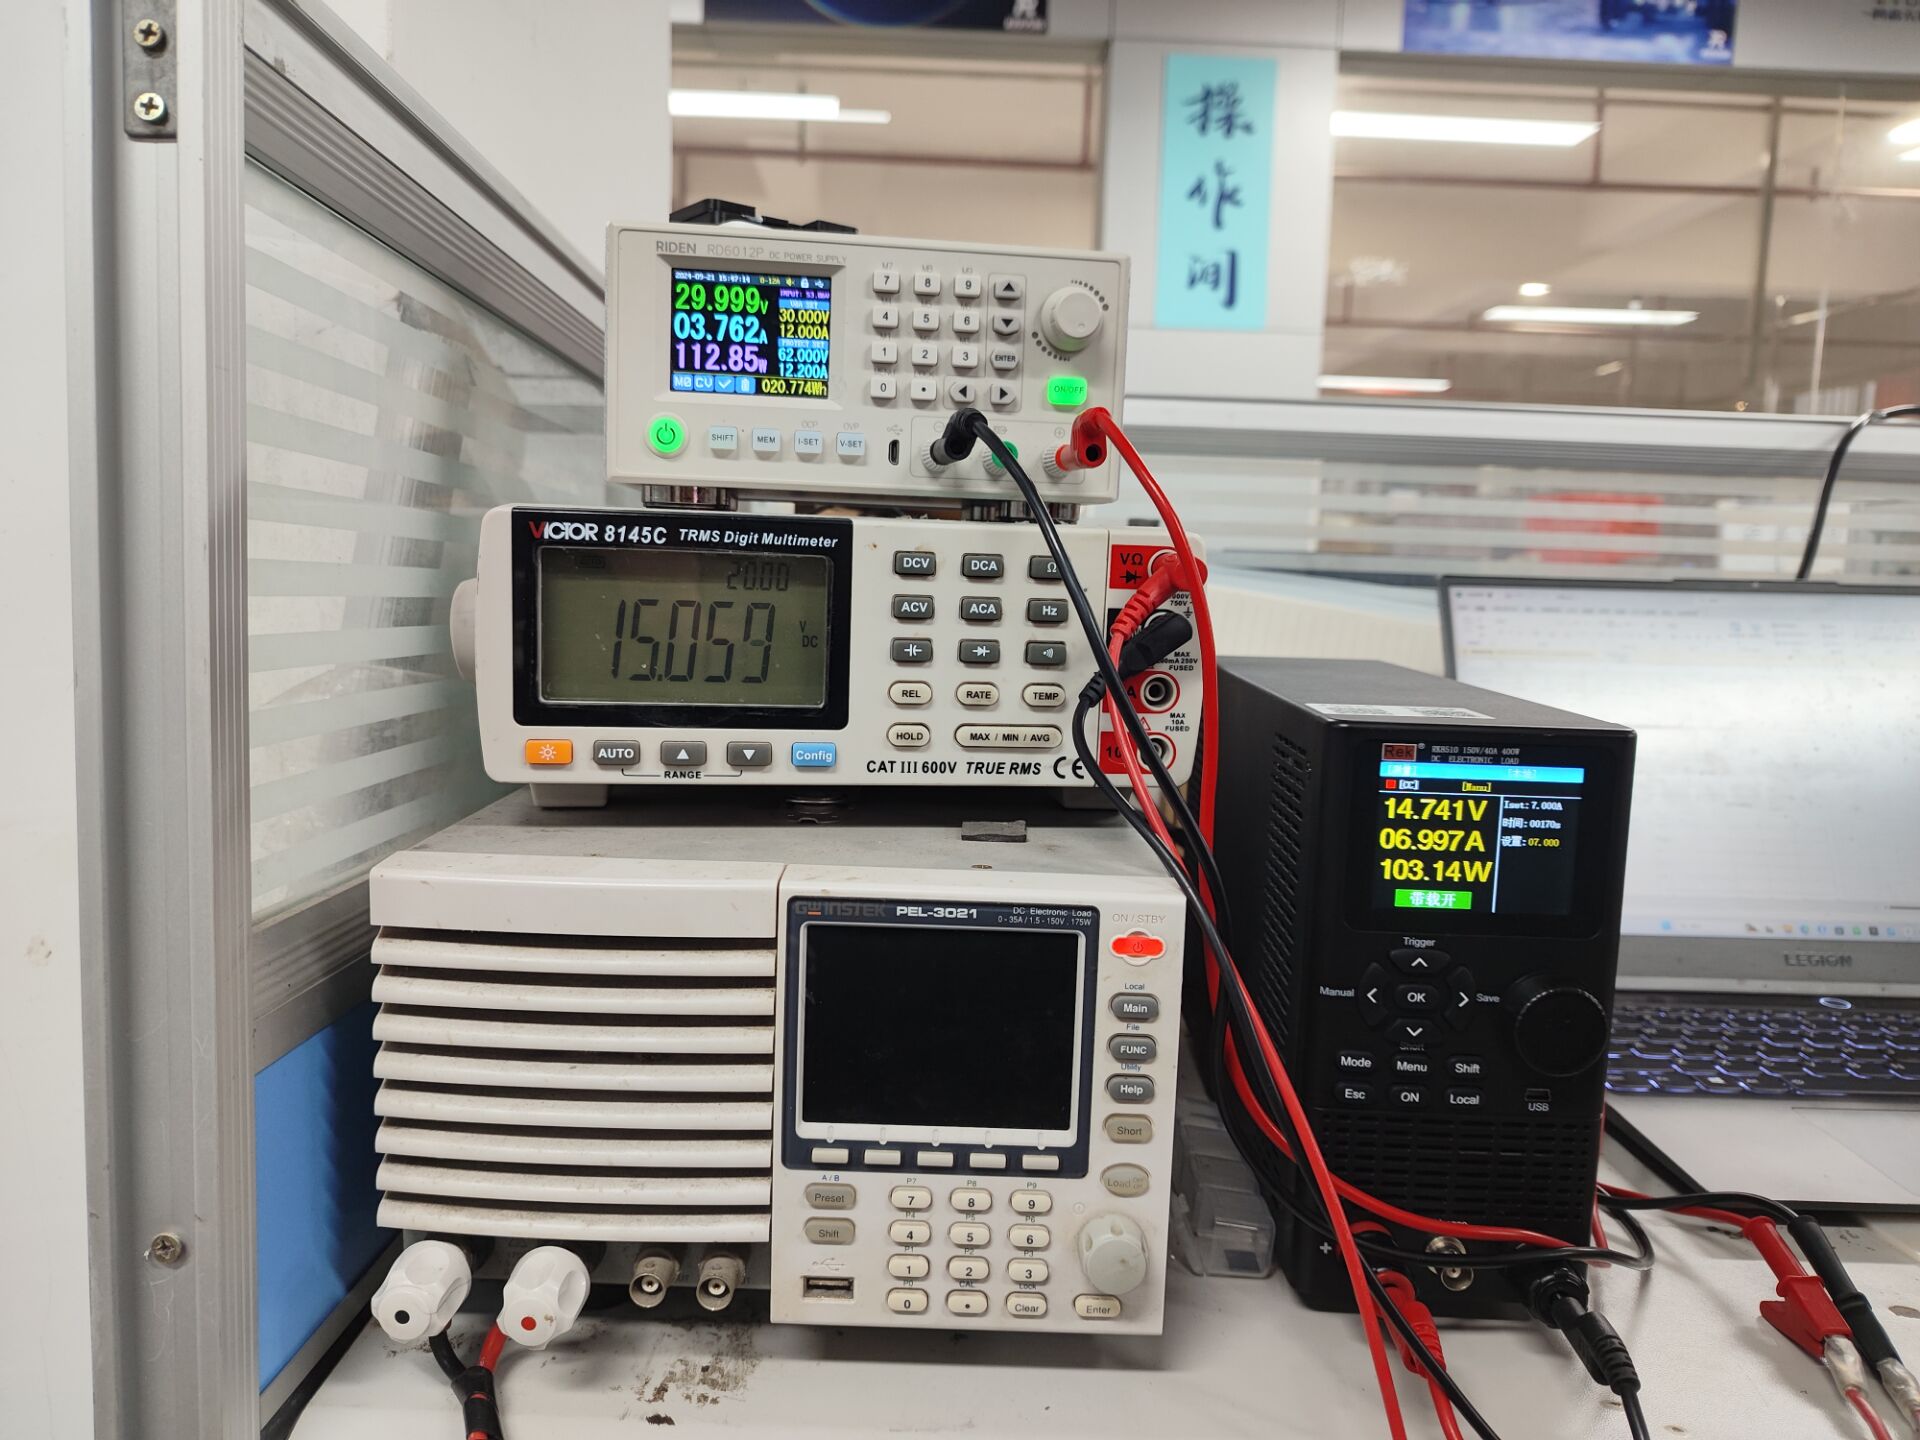 操
作
间
RIDEN RD6012P DC POWER SUPPLY
2024-09-21 15:47:14 0-12A
29.999V
03.762A
112.85W
30.000V
12.000A
PROTECT SET
62.000V
12.200A
M0 CV
020.774Wh
M7 M8 M9
7 8 9
4 5 6
1 2 3
0 .
ENTER
ON/OFF
OCP OVP
SHIFT MEM I-SET V-SET
VICTOR 8145C TRMS Digit Multimeter
20.00
15.059
V
DC
DCV DCA Ω
ACV ACA Hz
REL RATE TEMP
HOLD MAX / MIN / AVG
AUTO Config
RANGE
CAT III 600V TRUE RMS CE
VΩ
750V
MAX
FUSED
MAX
10A
FUSED
GW INSTEK PEL-3021 DC Electronic Load
0 - 35A / 1.5 - 150V , 175W
ON / STBY
Local
Main
File
FUNC
Utility
Help
Short
Load
A / B
Preset
Shift
P7 P8 P9
7 8 9
P4 P5 P6
4 5 6
P1 P2 P3
1 2 3
P0 CAL Lock
0 . Clear
Enter
Rek® RK8510 150V/40A 400W
DC ELECTRONIC LOAD
[CC] [Manu]
14.741V
06.997A
103.14W
Iset: 7.000A
时间: 00170s
设置: 07.000
带载开
Trigger
Manual OK Save
Short
Mode Menu Shift
Esc ON Local
USB
LEGION